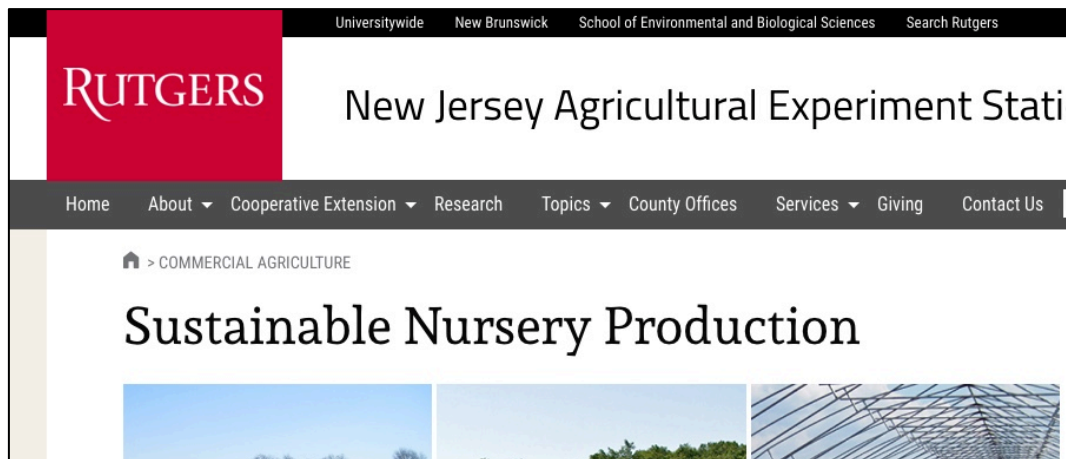 Universitywide New Brunswick School of Environmental and Biological Sciences Search Rutgers
RUTGERS
New Jersey Agricultural Experiment Stati
Home About Cooperative Extension Research Topics County Offices Services Giving Contact Us
> COMMERCIAL AGRICULTURE
Sustainable Nursery Production